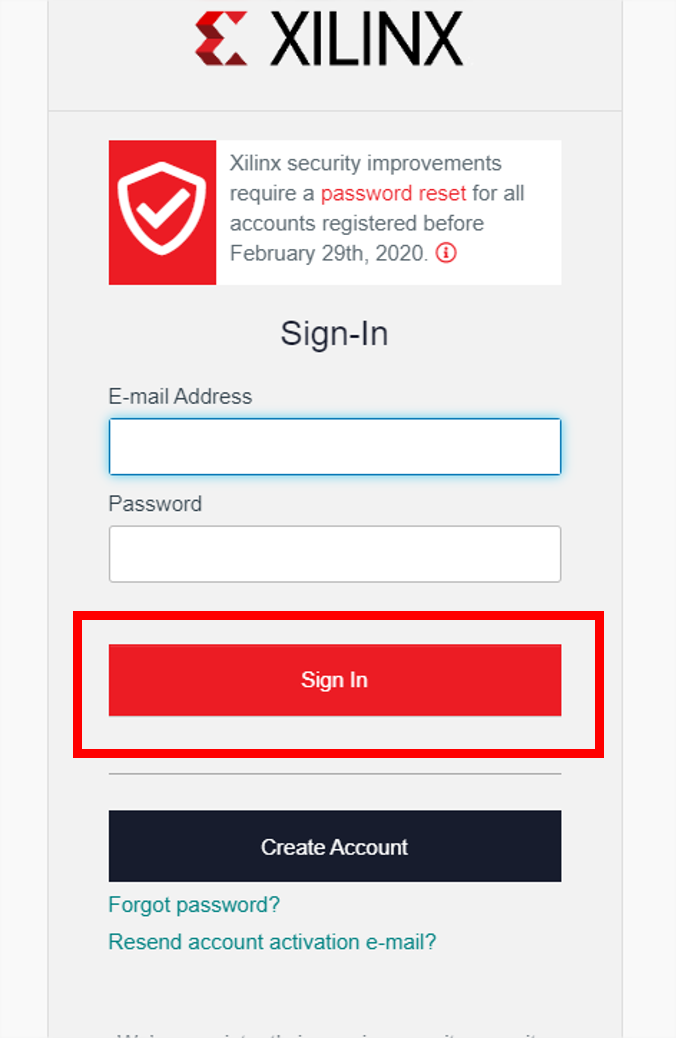 XILINX
Xilinx security improvements
require a password reset for all
accounts registered before
February 29th, 2020.
Sign-In
E-mail Address
Password
Sign In
Create Account
Forgot password?
Resend account activation e-mail?